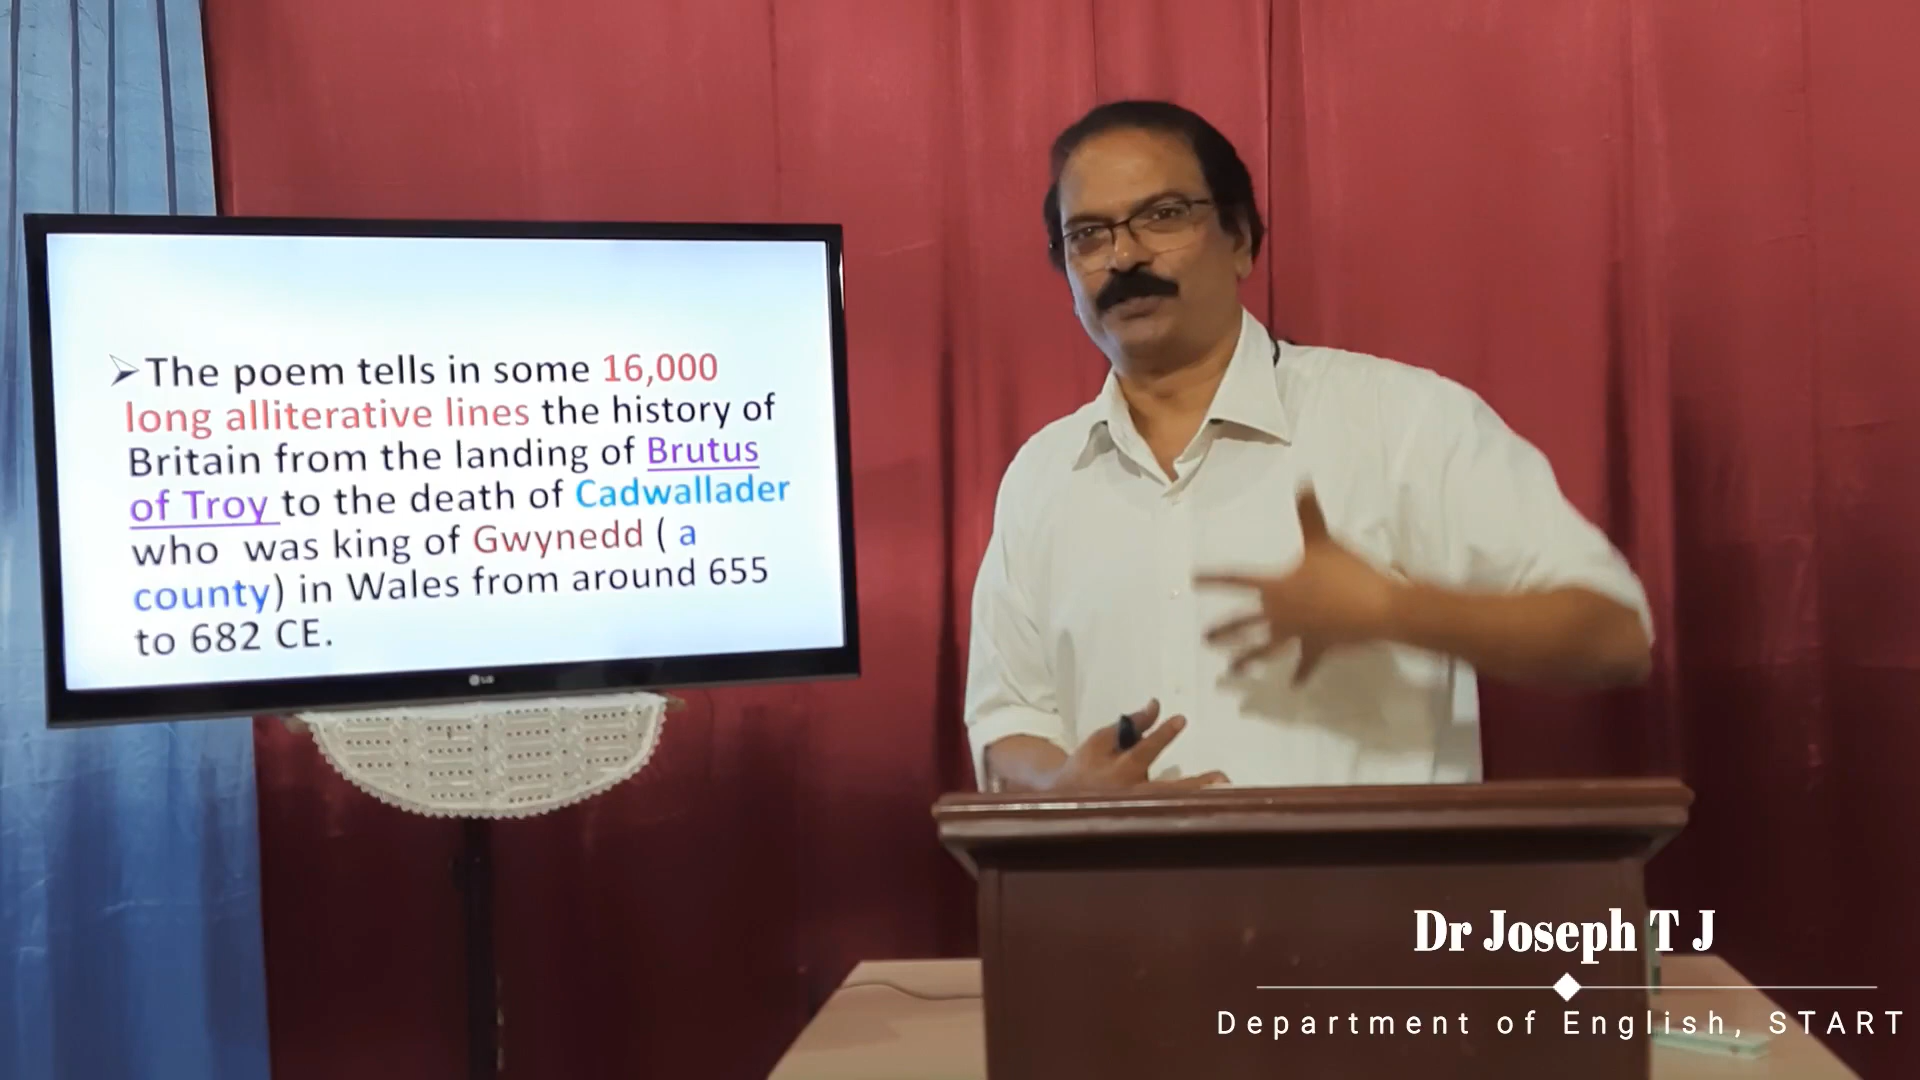 The poem tells in some 16,000
long alliterative lines the history of
Britain from the landing of Brutus
of Troy to the death of Cadwallader
who was king of Gwynedd ( a
county) in Wales from around 655
to 682 CE.
LG
Dr Joseph T J
Department of English, START